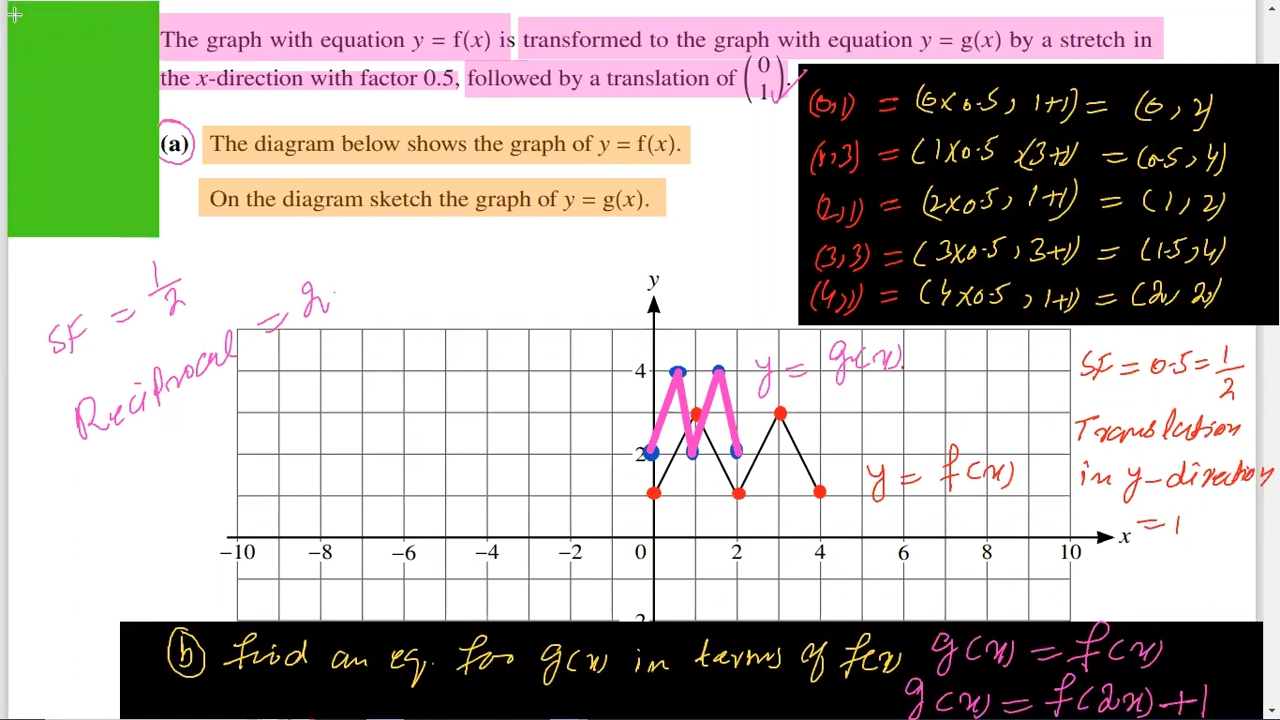 The graph with equation y = f(x) is transformed to the graph with equation y = g(x) by a stretch in
the x-direction with factor 0.5, followed by a translation of (0 1).
(a) The diagram below shows the graph of y = f(x).
On the diagram sketch the graph of y = g(x).
(0,1) = (0×0.5, 1+1) = (0, 2)
(1,3) = (1×0.5, (3+1) = (0.5, 4)
(2,1) = (2×0.5, 1+1) = (1, 2)
(3,3) = (3×0.5, 3+1) = (1.5, 4)
(4,1) = (4×0.5, 1+1) = (2, 2)
SF = 1/2
Reciprocal = 2
y
4
2
y = g(x)
y = f(x)
SF = 0.5 = 1/2
Translation
in y-direction
= 1
−10 −8 −6 −4 −2 0 2 4 6 8 10 x
(b) find an eq. for g(x) in terms of f(x) g(x) = f(x)
g(x) = f(2x) + 1